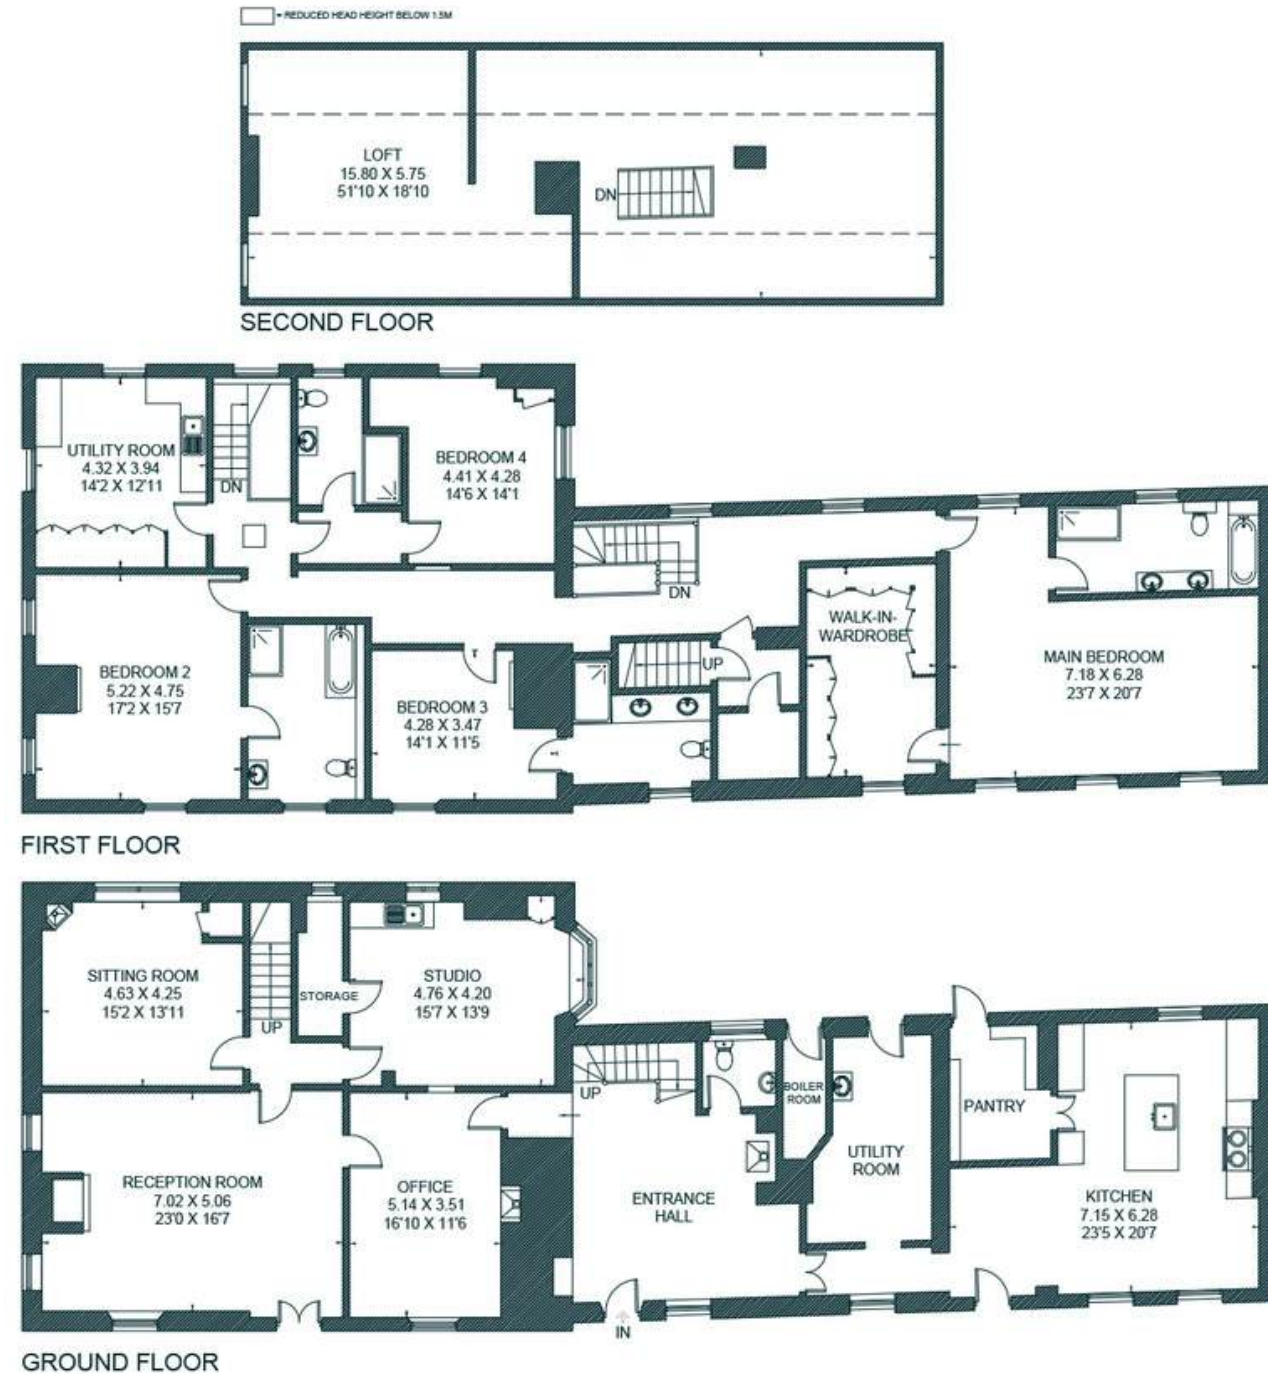 = REDUCED HEAD HEIGHT BELOW 1.5M
LOFT
15.80 X 5.75
51'10 X 18'10
DN
SECOND FLOOR
UTILITY ROOM
4.32 X 3.94
14'2 X 12'11
DN
BEDROOM 4
4.41 X 4.28
14'6 X 14'1
DN
WALK-IN-
WARDROBE
UP
MAIN BEDROOM
7.18 X 6.28
23'7 X 20'7
BEDROOM 2
5.22 X 4.75
17'2 X 15'7
BEDROOM 3
4.28 X 3.47
14'1 X 11'5
FIRST FLOOR
SITTING ROOM
4.63 X 4.25
15'2 X 13'11
UP
STORAGE
STUDIO
4.76 X 4.20
15'7 X 13'9
UP
BOILER
ROOM
PANTRY
UTILITY
ROOM
RECEPTION ROOM
7.02 X 5.06
23'0 X 16'7
OFFICE
5.14 X 3.51
16'10 X 11'6
ENTRANCE
HALL
KITCHEN
7.15 X 6.28
23'5 X 20'7
IN
GROUND FLOOR